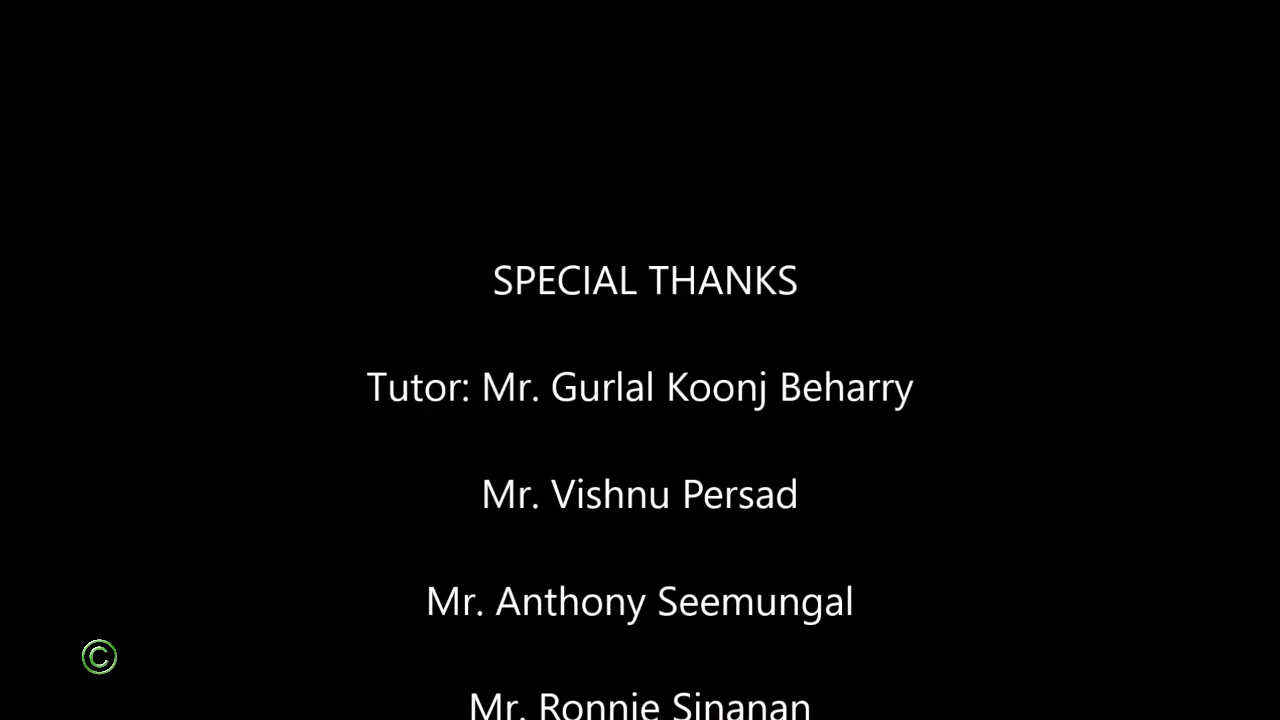 SPECIAL THANKS
Tutor: Mr. Gurlal Koonj Beharry
Mr. Vishnu Persad
Mr. Anthony Seemungal
©
Mr. Ronnie Sinanan